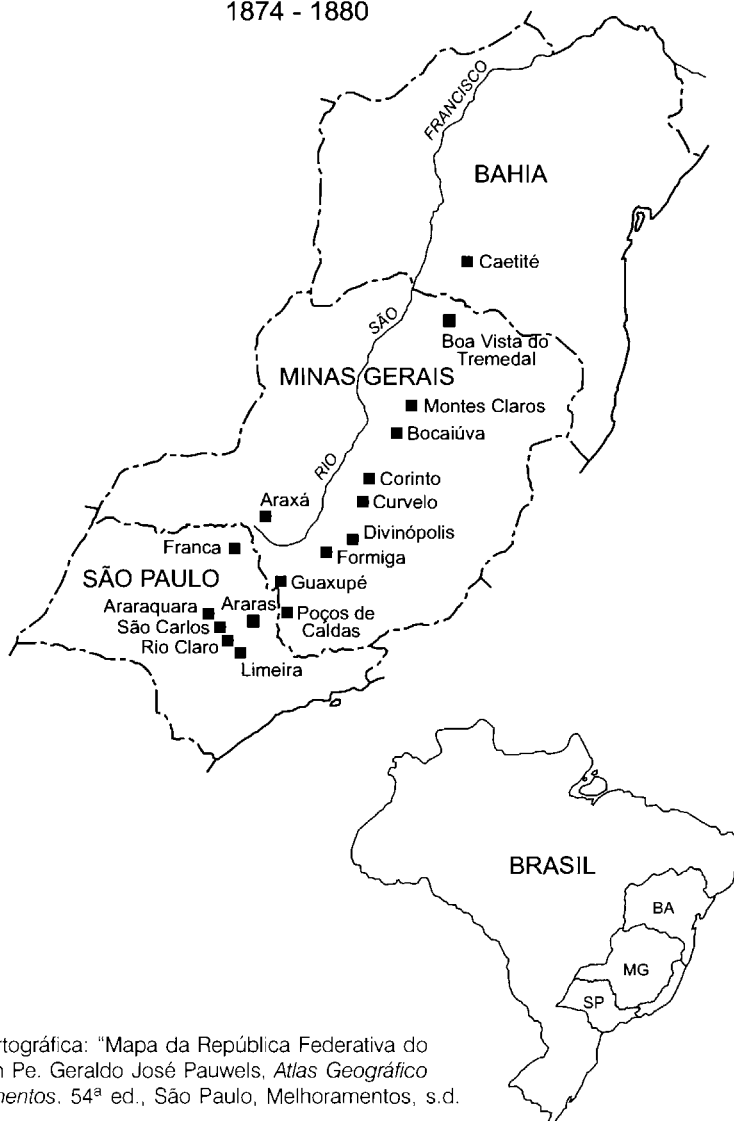 1874 - 1880
FRANCISCO
BAHIA
Caetité
SÃO
Boa Vista do
Tremedal
MINAS GERAIS
Montes Claros
Bocaiúva
RIO
Corinto
Curvelo
Araxá
Divinópolis
Franca
Formiga
SÃO PAULO
Guaxupé
Araraquara
Araras
Poços de
Caldas
São Carlos
Rio Claro
Limeira
BRASIL
BA
MG
SP
rtográfica: “Mapa da República Federativa do
Pe. Geraldo José Pauwels, Atlas Geográfico
mentos. 54ª ed., São Paulo, Melhoramentos, s.d.